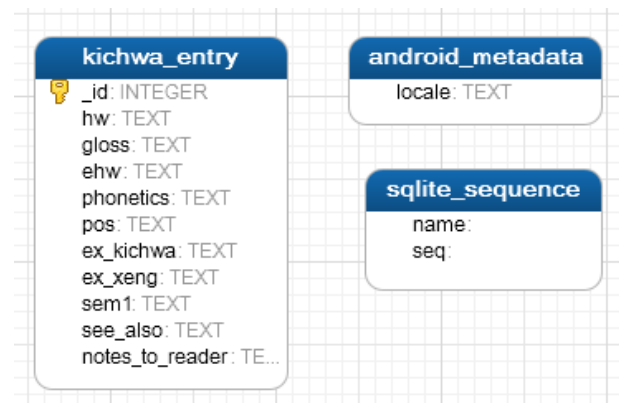 kichwa_entry
_id: INTEGER
hw: TEXT
gloss: TEXT
ehw: TEXT
phonetics: TEXT
pos: TEXT
ex_kichwa: TEXT
ex_xeng: TEXT
sem1: TEXT
see_also: TEXT
notes_to_reader: TE...
android_metadata
locale: TEXT
sqlite_sequence
name:
seq: